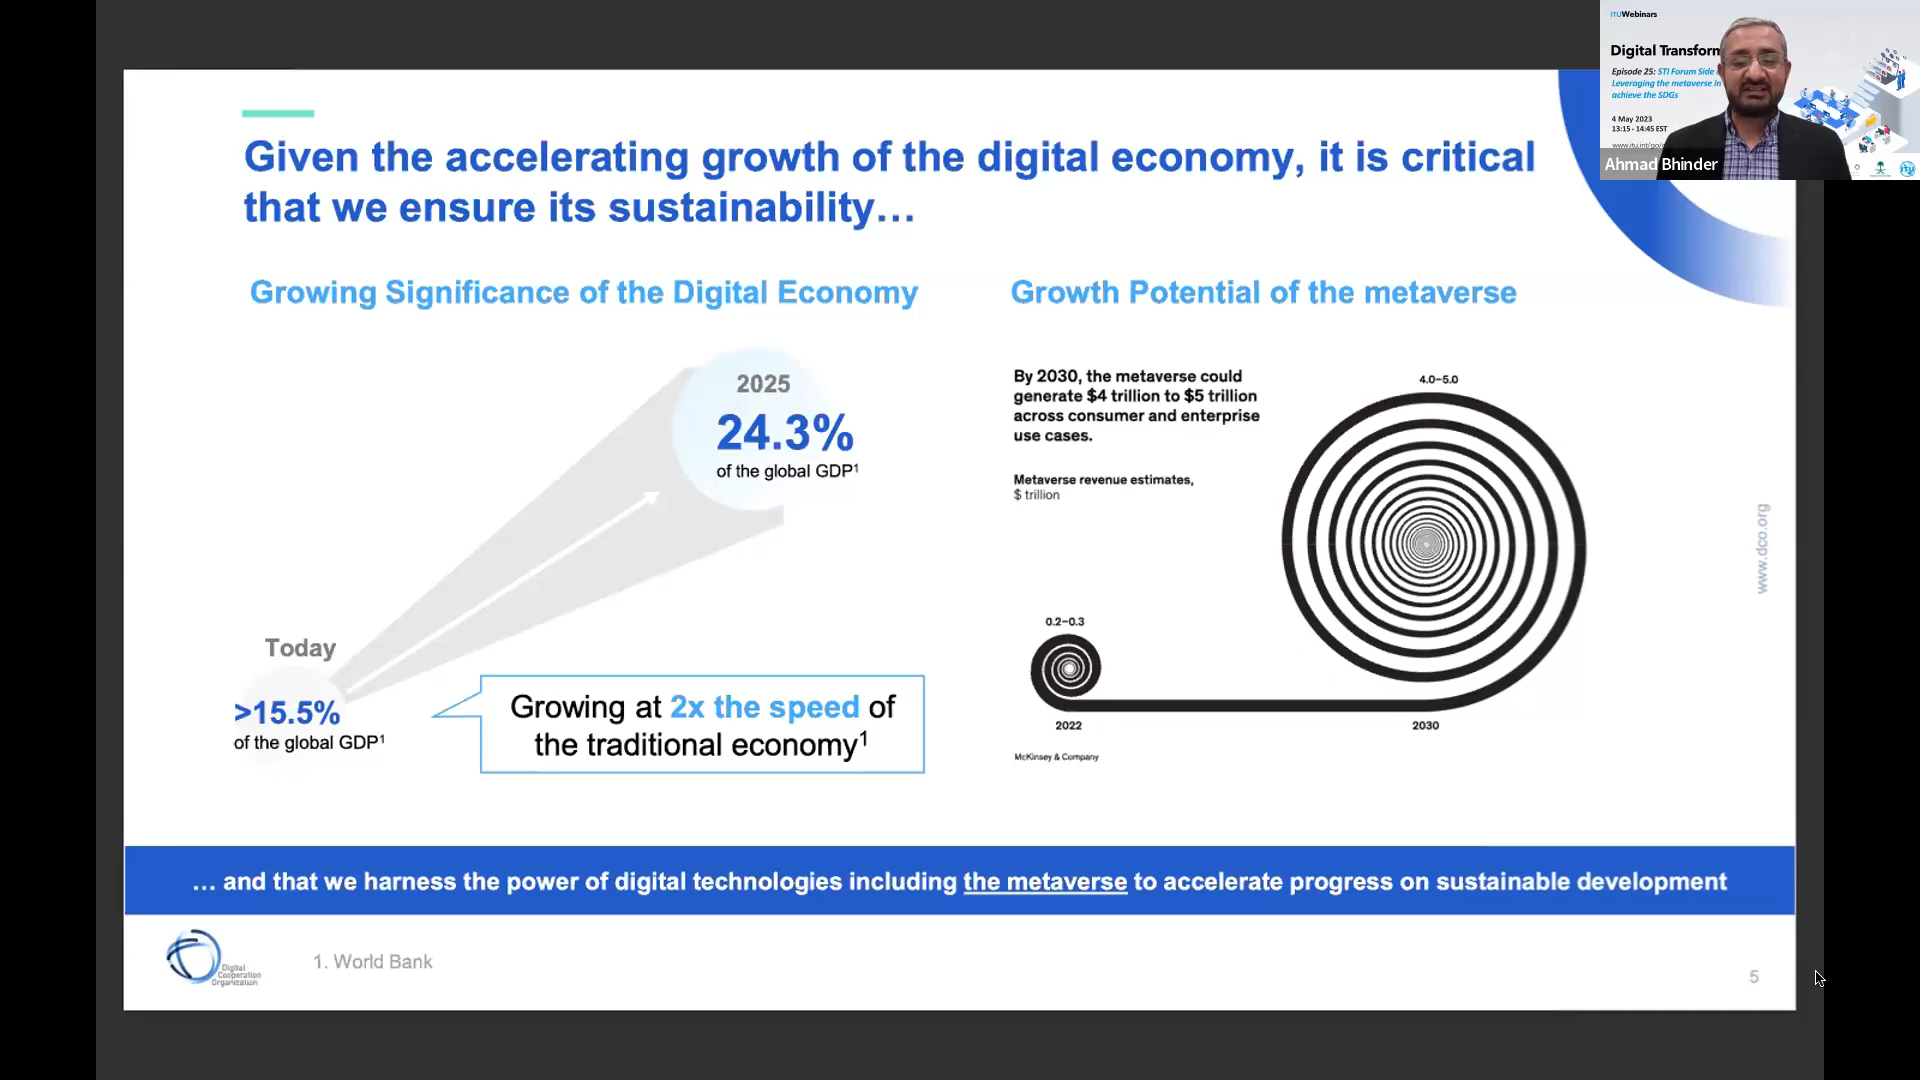 Given the accelerating growth of the digital economy, it is critical
that we ensure its sustainability…
Growing Significance of the Digital Economy
2025
24.3%
of the global GDP¹
Today
>15.5%
of the global GDP¹
Growing at 2x the speed of
the traditional economy¹
Growth Potential of the metaverse
By 2030, the metaverse could
generate $4 trillion to $5 trillion
across consumer and enterprise
use cases.
Metaverse revenue estimates,
$ trillion
4.0–5.0
0.2–0.3
2022
2030
McKinsey & Company
www.dco.org
… and that we harness the power of digital technologies including the metaverse to accelerate progress on sustainable development
Digital
Cooperation
Organization
1. World Bank
5
ITUWebinars
Digital Transform
Episode 25: STI Forum Side
Leveraging the metaverse in
achieve the SDGs
4 May 2023
13:15 - 14:45 EST
Ahmad Bhinder